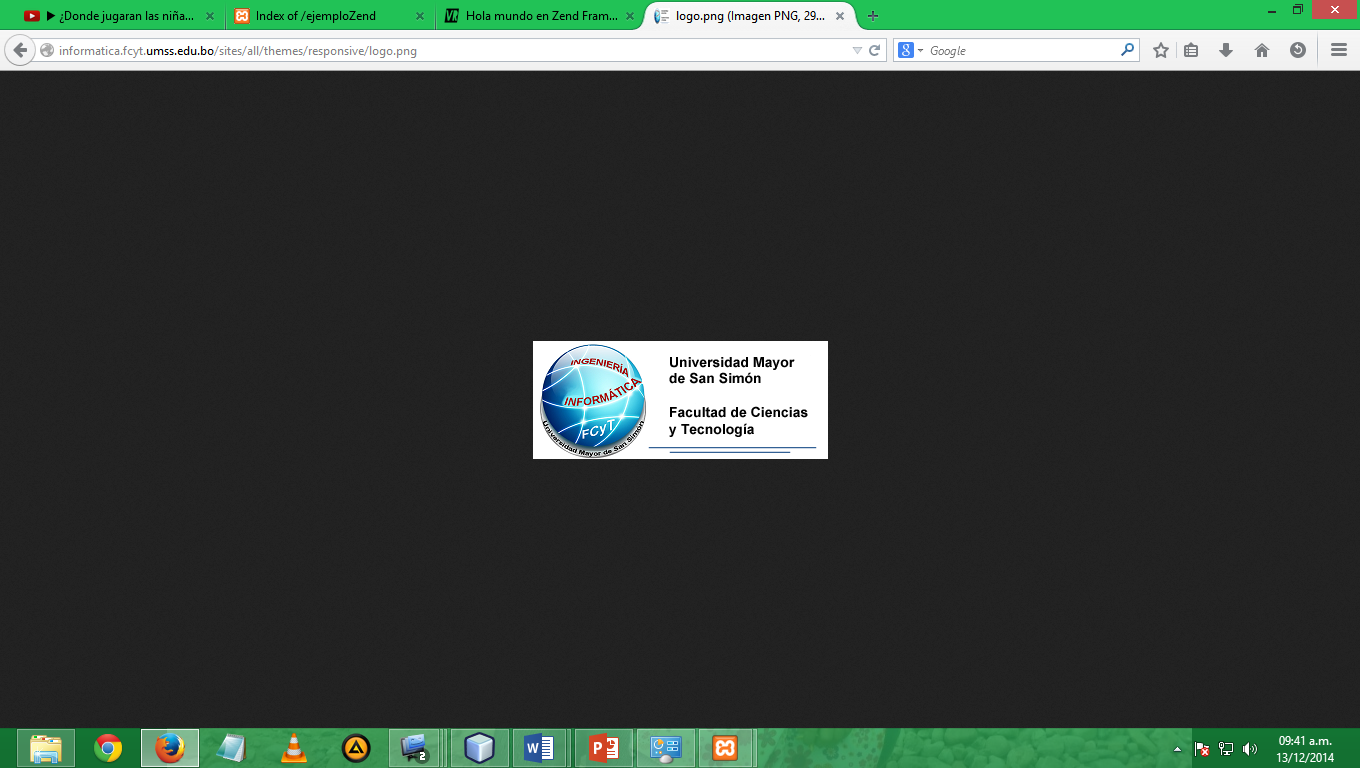 ¿Donde jugaran las niña...
Index of /ejemploZend
Hola mundo en Zend Fram...
logo.png (Imagen PNG, 29...
informatica.fcyt.umss.edu.bo/sites/all/themes/responsive/logo.png
Google
INGENIERÍA
INFORMÁTICA
FCyT
Universidad Mayor de San Simón
Universidad Mayor
de San Simón
Facultad de Ciencias
y Tecnología
09:41 a.m.
13/12/2014